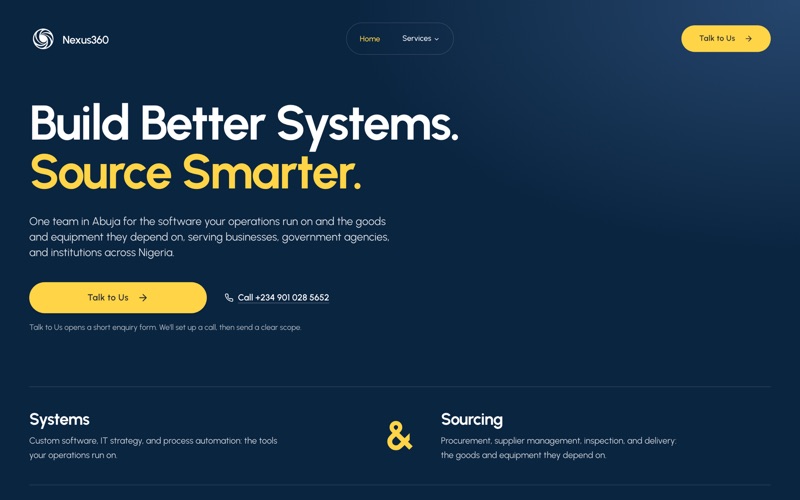 Nexus360
Home
Services
Talk to Us
Build Better Systems.
Source Smarter.
One team in Abuja for the software your operations run on and the goods
and equipment they depend on, serving businesses, government agencies,
and institutions across Nigeria.
Talk to Us
Call +234 901 028 5652
Talk to Us opens a short enquiry form. We'll set up a call, then send a clear scope.
Systems
Custom software, IT strategy, and process automation: the tools
your operations run on.
&
Sourcing
Procurement, supplier management, inspection, and delivery:
the goods and equipment they depend on.